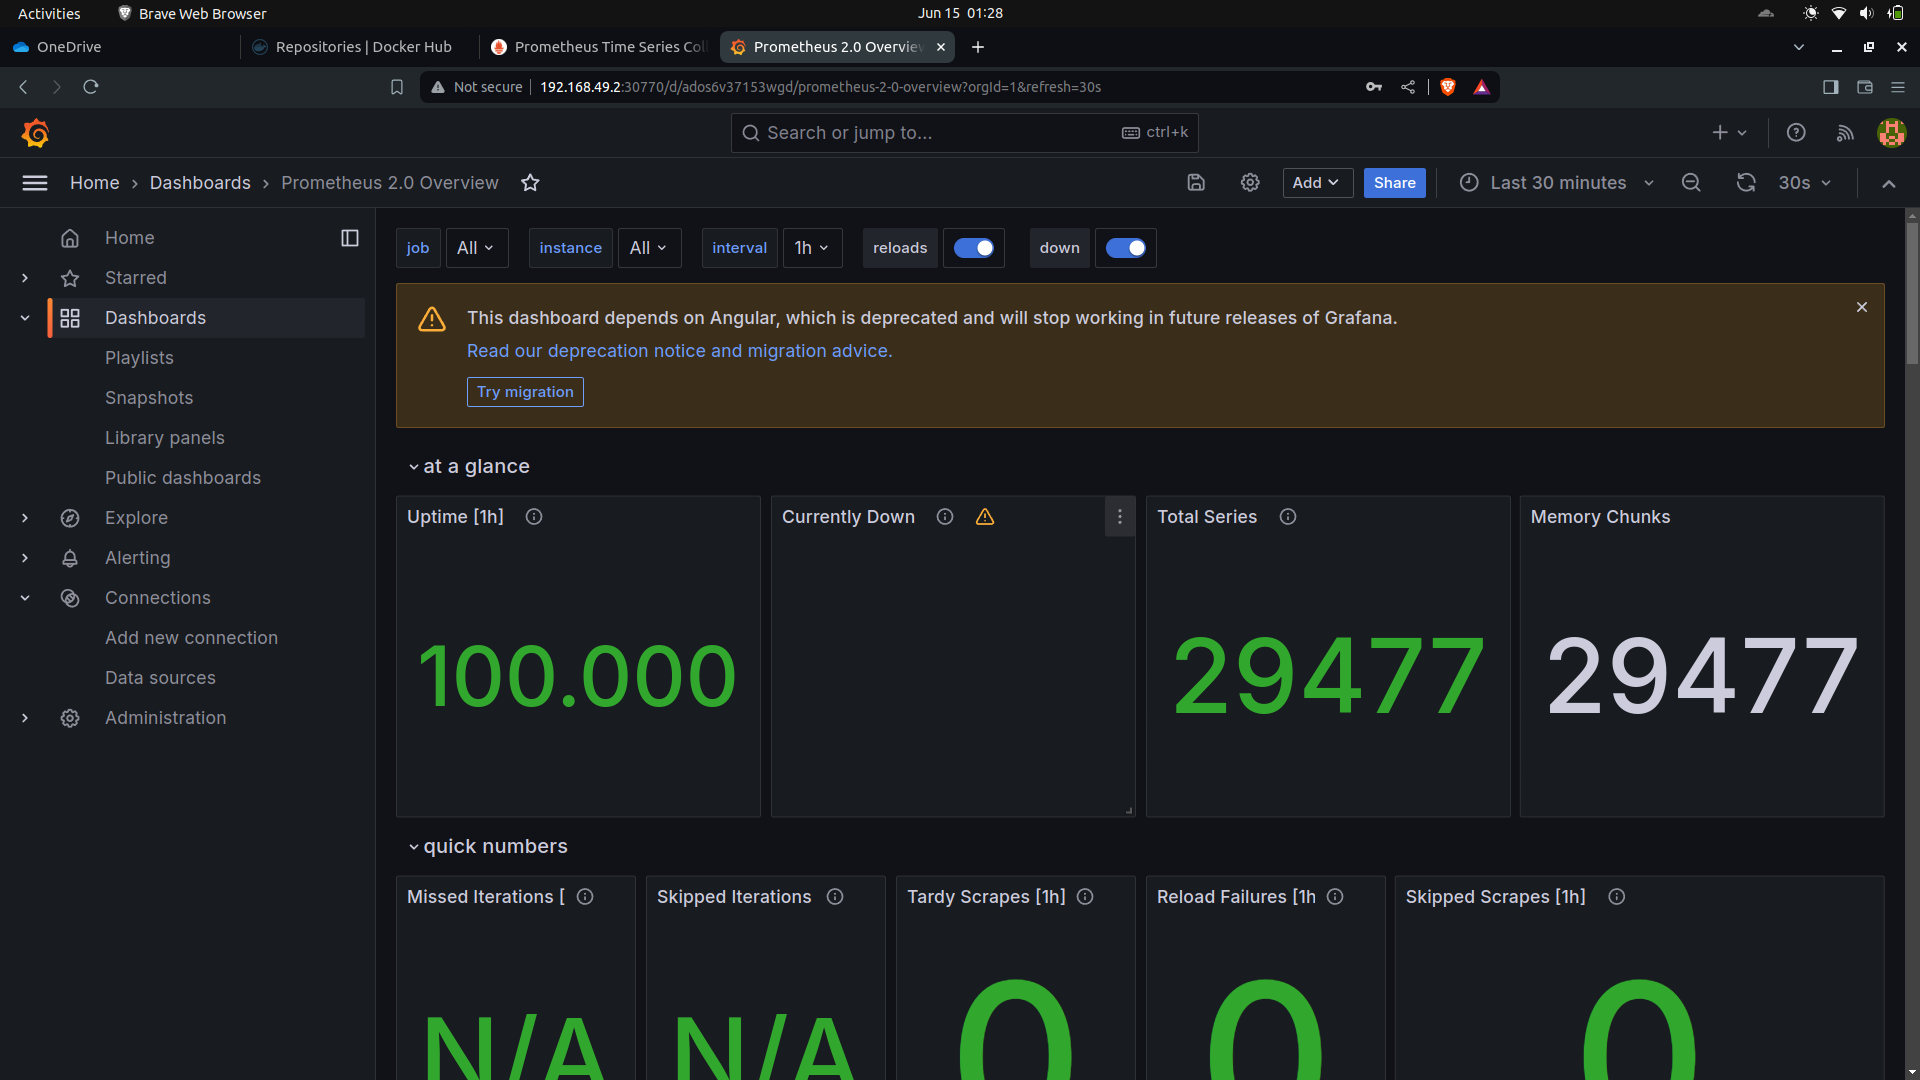 Activities Brave Web Browser Jun 15 01:28
OneDrive Repositories | Docker Hub Prometheus Time Series Col Prometheus 2.0 Overview
Not secure 192.168.49.2:30770/d/ados6v37153wgd/prometheus-2-0-overview?orgId=1&refresh=30s
Search or jump to... ctrl+k
Home Dashboards Prometheus 2.0 Overview Add Share Last 30 minutes 30s
Home
Starred
Dashboards
Playlists
Snapshots
Library panels
Public dashboards
Explore
Alerting
Connections
Add new connection
Data sources
Administration
job All instance All interval 1h reloads down
This dashboard depends on Angular, which is deprecated and will stop working in future releases of Grafana.
Read our deprecation notice and migration advice.
Try migration
at a glance
Uptime [1h] Currently Down Total Series Memory Chunks
100.000 29477 29477
quick numbers
Missed Iterations [ Skipped Iterations Tardy Scrapes [1h] Reload Failures [1h Skipped Scrapes [1h]
N/A N/A 0 0 0